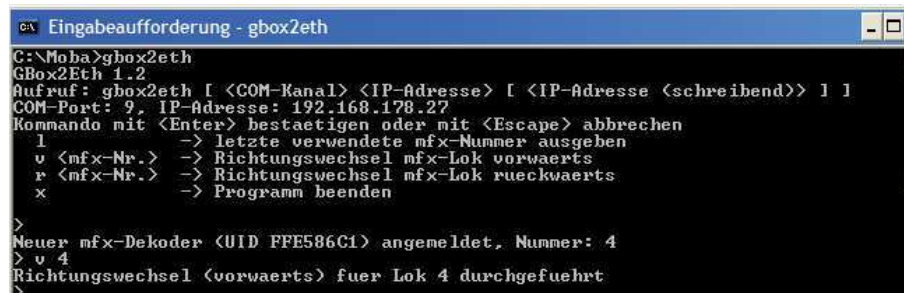 Eingabeaufforderung - gbox2eth
C:\Moba>gbox2eth
GBox2Eth 1.2
Aufruf: gbox2eth [ <COM-Kanal> <IP-Adresse> [ <IP-Adresse (schreibend)> ] ]
COM-Port: 9, IP-Adresse: 192.168.178.27
Kommando mit <Enter> bestaetigen oder mit <Escape> abbrechen
l -> letzte verwendete mfx-Nummer ausgeben
v <mfx-Nr.> -> Richtungswechsel mfx-Lok vorwaerts
r <mfx-Nr.> -> Richtungswechsel mfx-Lok rueckwaerts
x -> Programm beenden
>
Neuer mfx-Dekoder (UID FFE586C1) angemeldet, Nummer: 4
> v 4
Richtungswechsel (vorwaerts) fuer Lok 4 durchgefuehrt
>